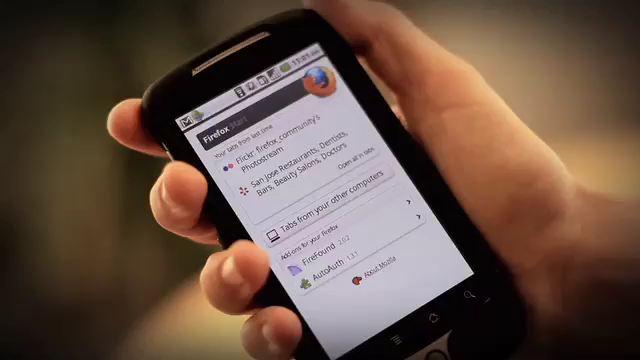 Firefox Start
Your tabs from last time
Flickr: firefox_community's
Photostream
San Jose Restaurants, Dentists,
Bars, Beauty Salons, Doctors
Open all in tabs
Tabs from your other computers
Add-ons for your Firefox
FireFound 2.0.2
AutoAuth 1.3.1
About Mozilla